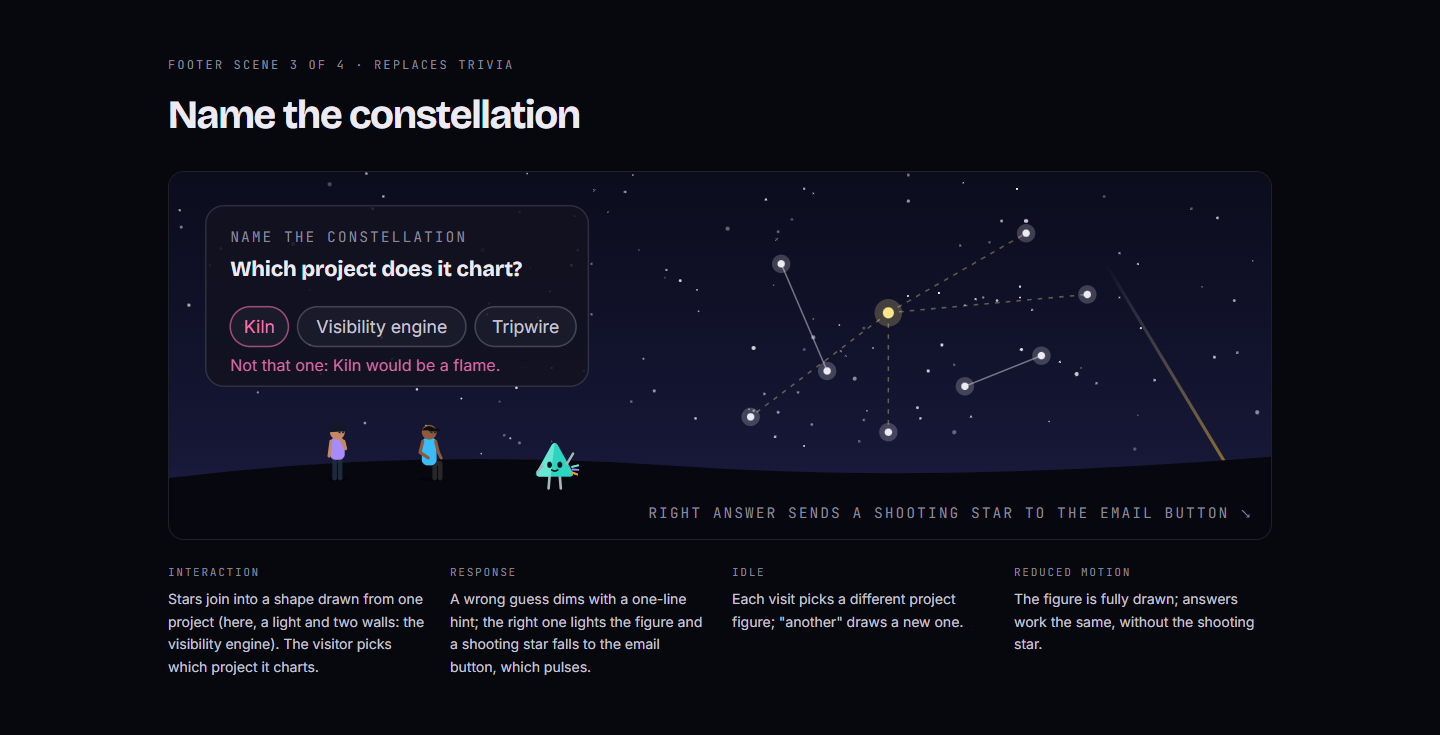 FOOTER SCENE 3 OF 4 · REPLACES TRIVIA
Name the constellation
NAME THE CONSTELLATION
Which project does it chart?
Kiln
Visibility engine
Tripwire
Not that one: Kiln would be a flame.
RIGHT ANSWER SENDS A SHOOTING STAR TO THE EMAIL BUTTON ↘
INTERACTION
Stars join into a shape drawn from one
project (here, a light and two walls: the
visibility engine). The visitor picks
which project it charts.
RESPONSE
A wrong guess dims with a one-line
hint; the right one lights the figure and
a shooting star falls to the email
button, which pulses.
IDLE
Each visit picks a different project
figure; "another" draws a new one.
REDUCED MOTION
The figure is fully drawn; answers
work the same, without the shooting
star.